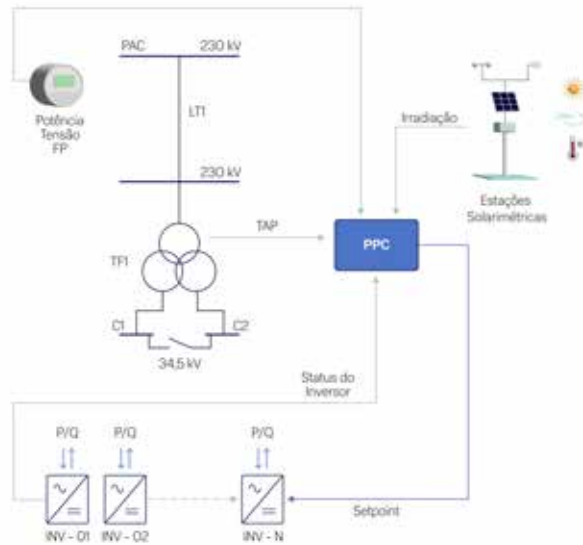 PAC
230 kV
Potência
Tensão
FP
LT1
Irradiação
230 kV
Estações
Solarimétricas
TAP
PPC
TF1
C1
C2
34,5 kV
Status do
Inversor
P/Q
P/Q
P/Q
Setpoint
INV - 01
INV - 02
INV - N